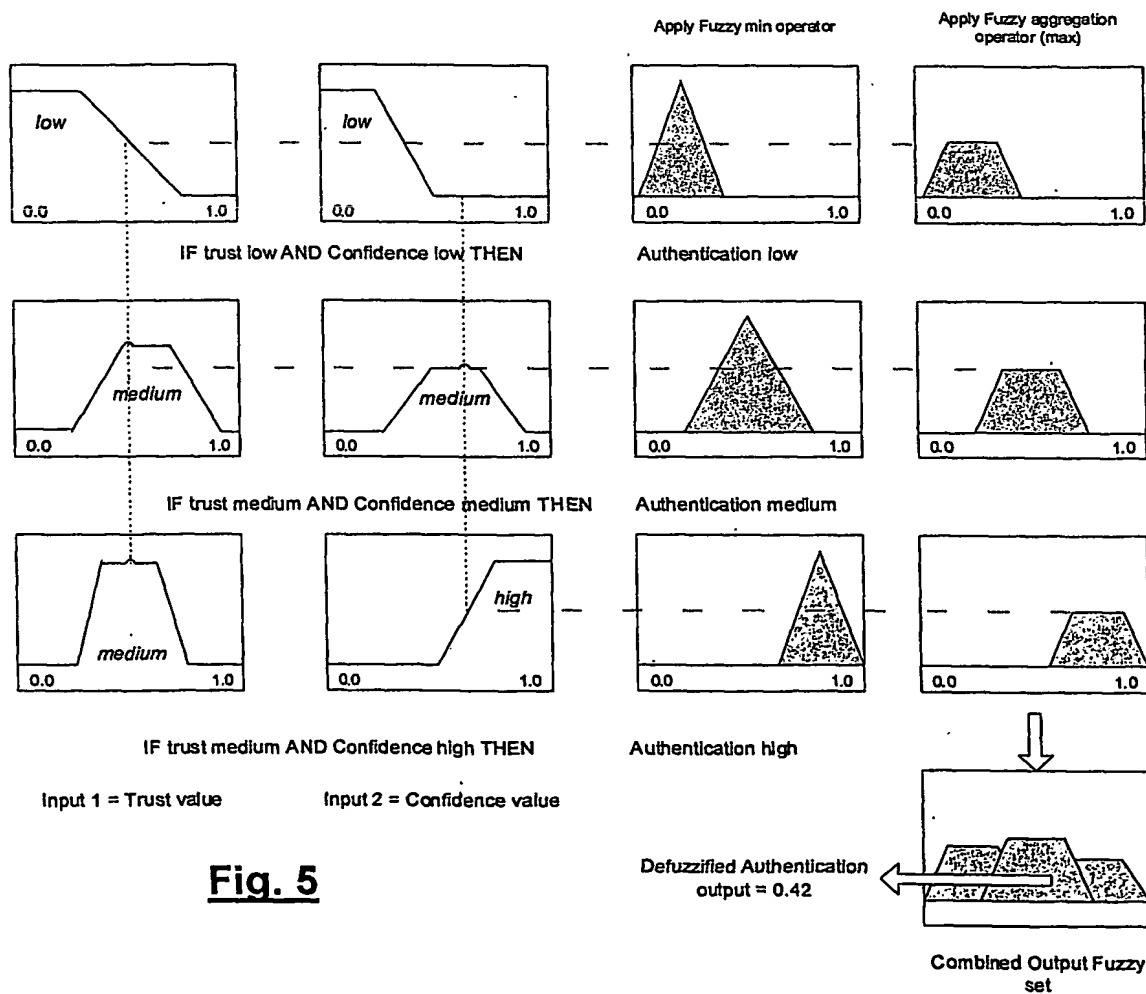 Apply Fuzzy min operator
Apply Fuzzy aggregation
operator (max)
low
low
0.0 1.0
0.0 1.0
0.0 1.0
0.0 1.0
IF trust low AND Confidence low THEN
Authentication low
medium
medium
0.0 1.0
0.0 1.0
0.0 1.0
0.0 1.0
IF trust medium AND Confidence medium THEN
Authentication medium
medium
high
0.0 1.0
0.0 1.0
0.0 1.0
0.0 1.0
IF trust medium AND Confidence high THEN
Authentication high
Input 1 = Trust value
Input 2 = Confidence value
Fig. 5
Defuzzified Authentication
output = 0.42
Combined Output Fuzzy
set